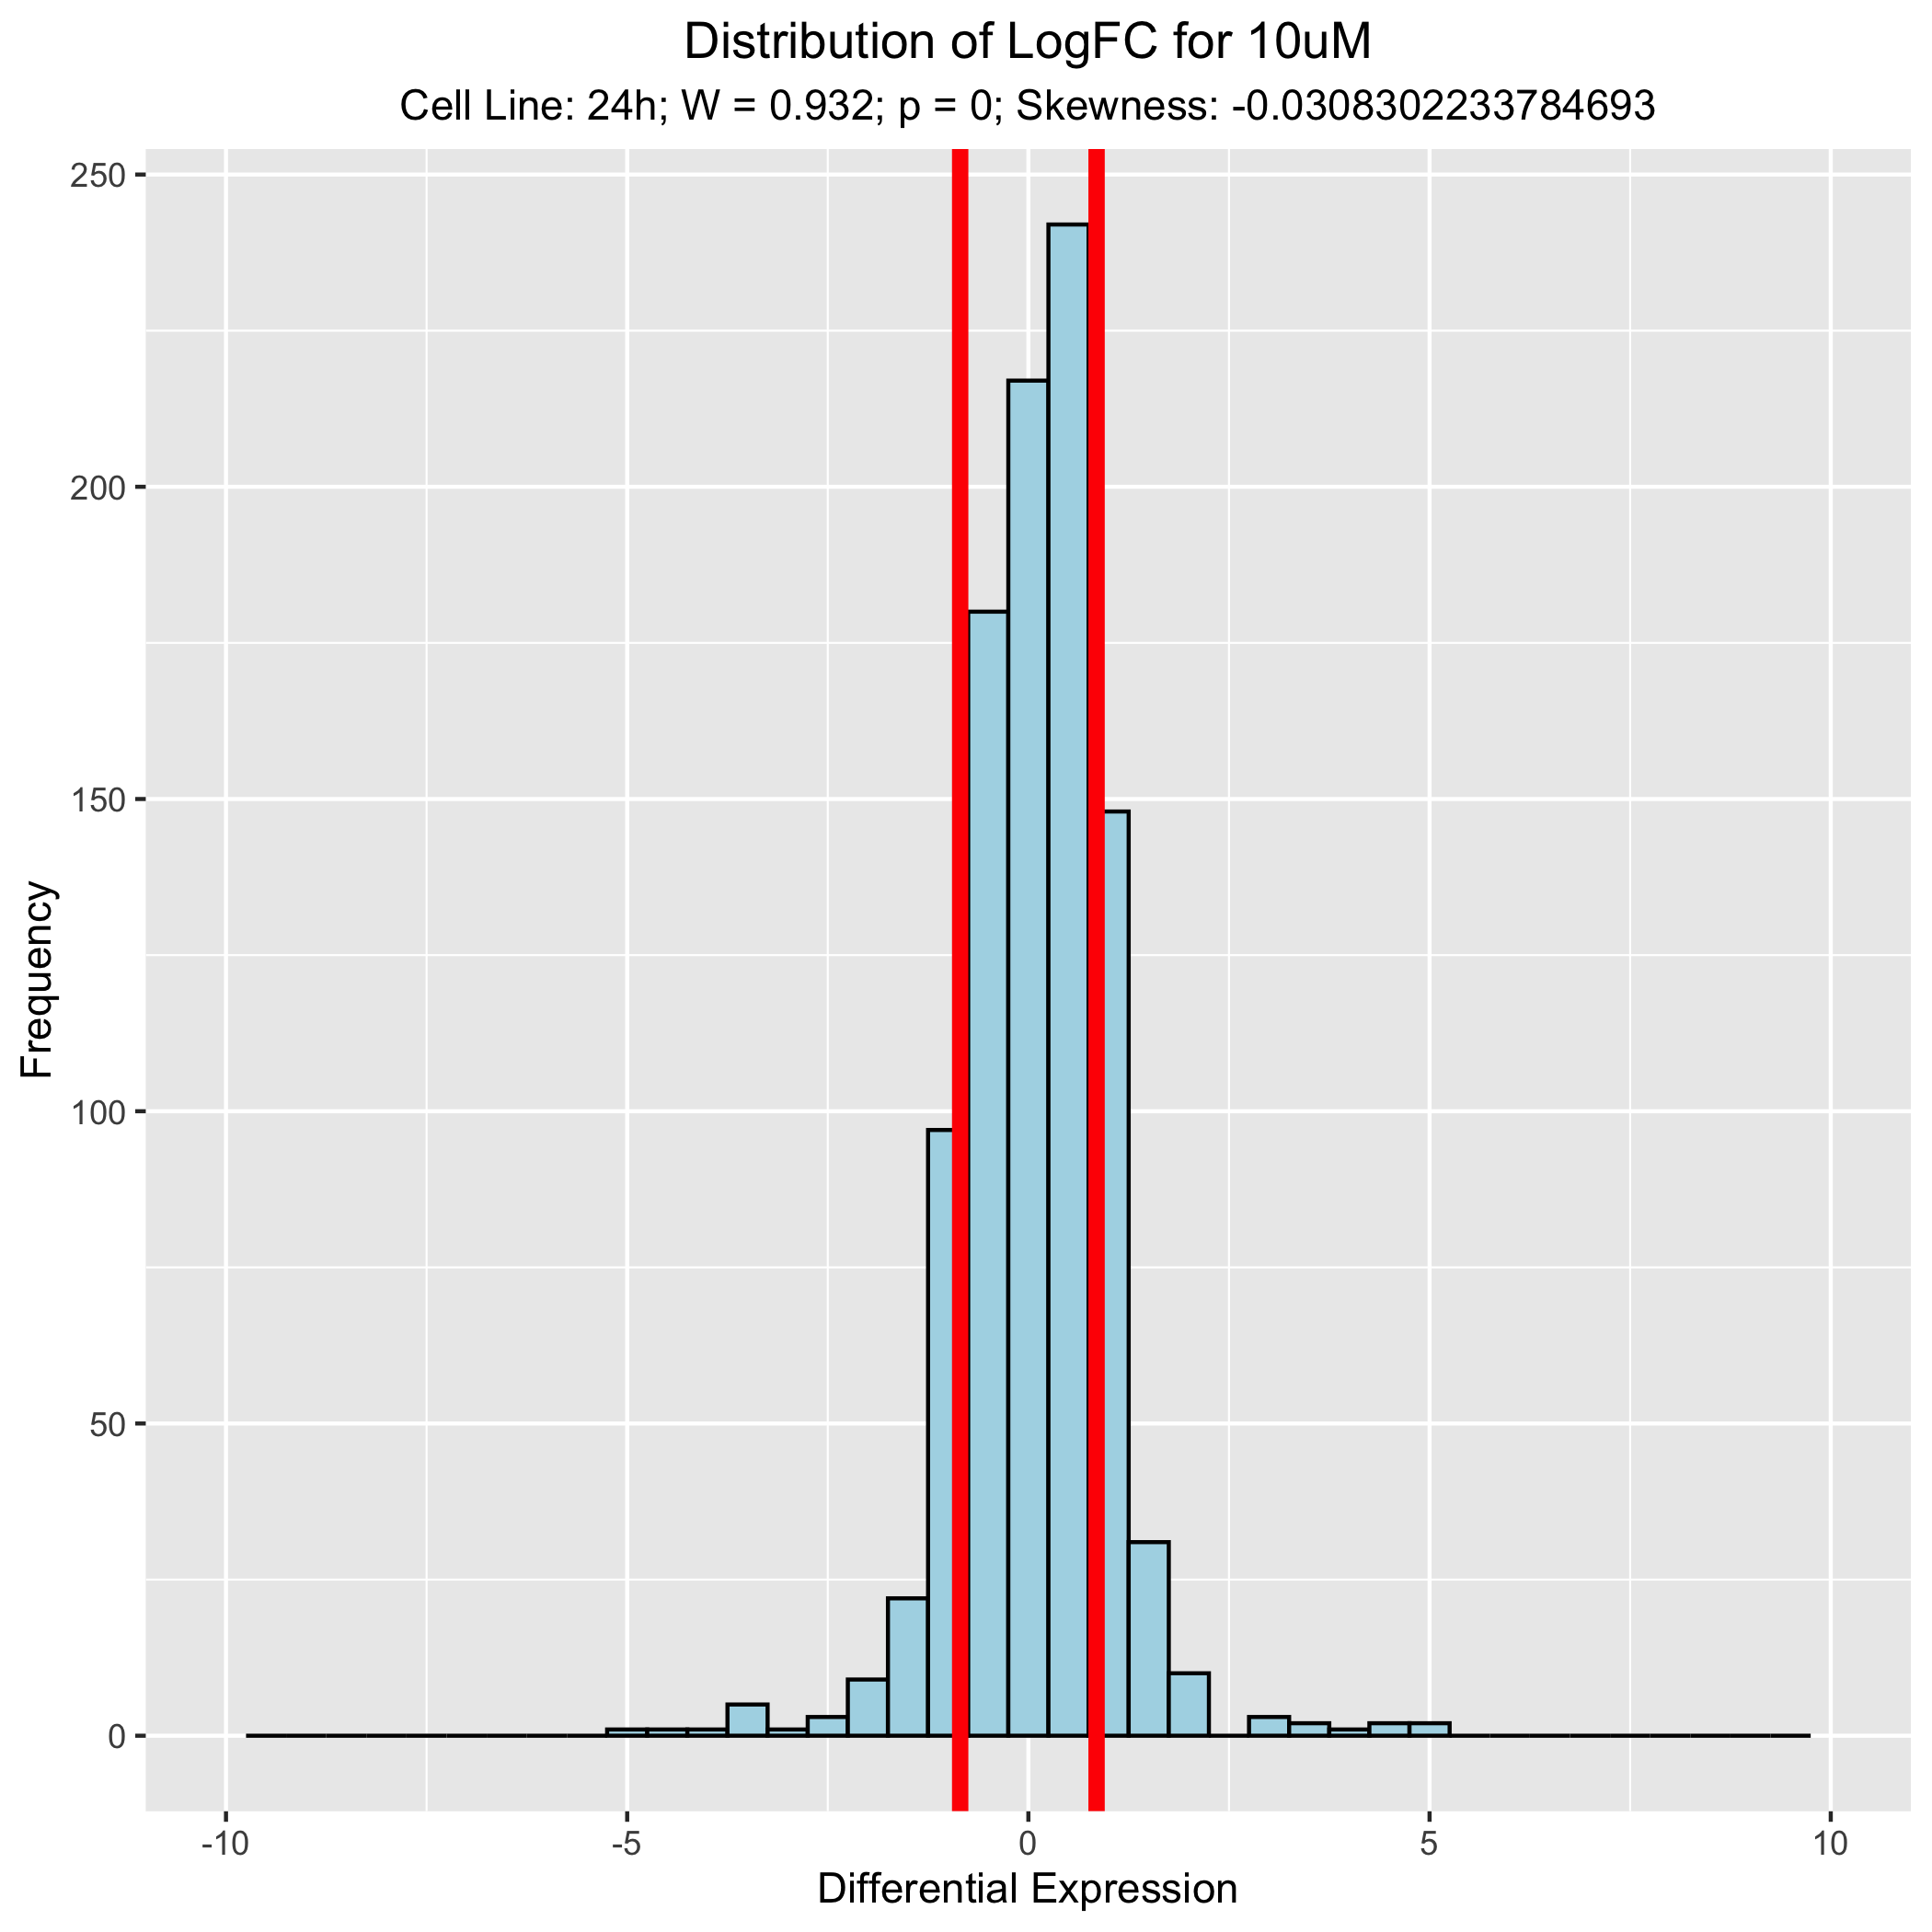 Distribution of LogFC for 10uM
Cell Line: 24h; W = 0.932; p = 0; Skewness: -0.0308302233784693
250
200
150
100
50
0
Frequency
-10
-5
0
5
10
Differential Expression